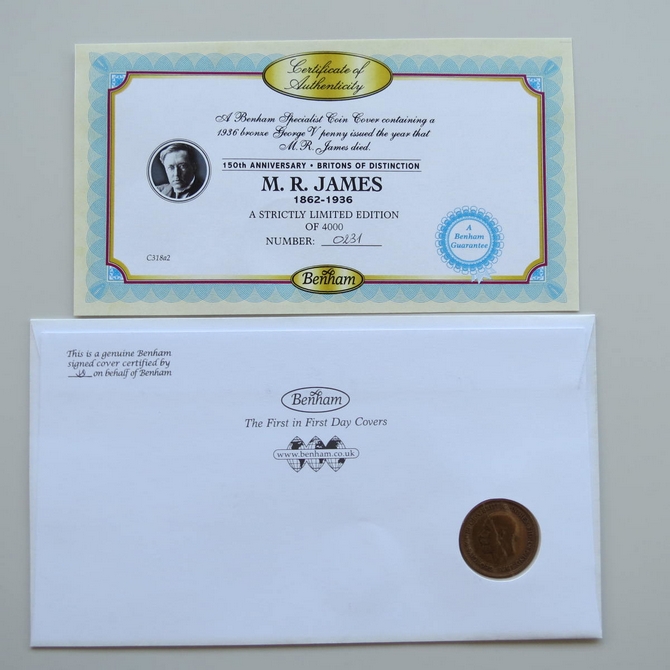 Certificate of
Authenticity
A Benham Specialist Coin Cover containing a
1936 bronze George V penny issued the year that
M. R. James died.
150th ANNIVERSARY • BRITONS OF DISTINCTION
M. R. JAMES
1862-1936
A STRICTLY LIMITED EDITION
OF 4000
NUMBER: 0231
A
Benham
Guarantee
C318a2
Benham
This is a genuine Benham
signed cover certified by
on behalf of Benham
Benham
The First in First Day Covers
www.benham.co.uk